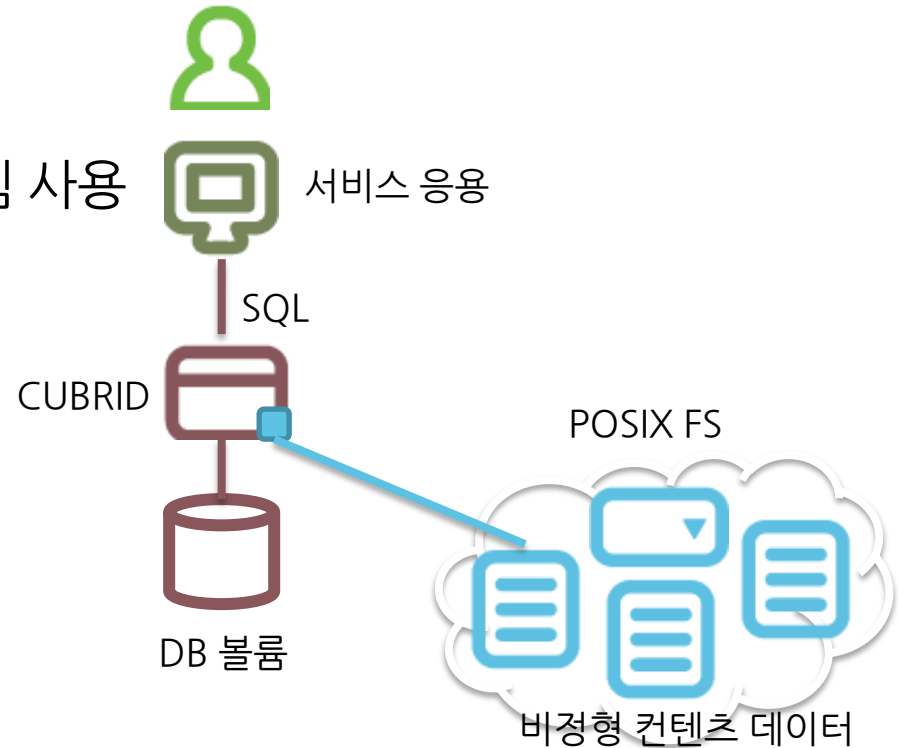 사용
서비스 응용
SQL
CUBRID
POSIX FS
DB 볼륨
비정형 컨텐츠 데이터